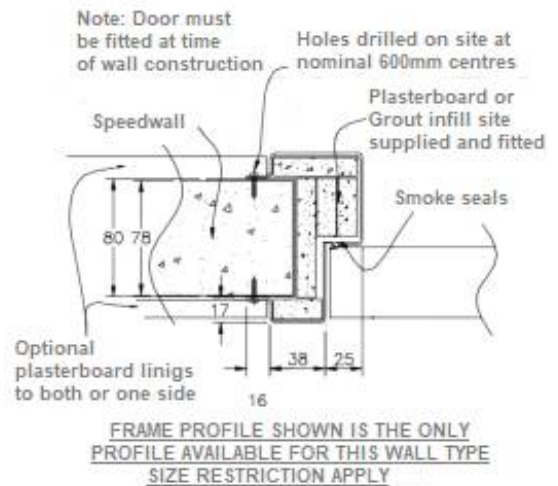 Note: Door must
be fitted at time
of wall construction
Holes drilled on site at
nominal 600mm centres
Plasterboard or
Grout infill site
supplied and fitted
Speedwall
Smoke seals
80
78
17
38
25
16
Optional
plasterboard linigs
to both or one side
FRAME PROFILE SHOWN IS THE ONLY
PROFILE AVAILABLE FOR THIS WALL TYPE
SIZE RESTRICTION APPLY